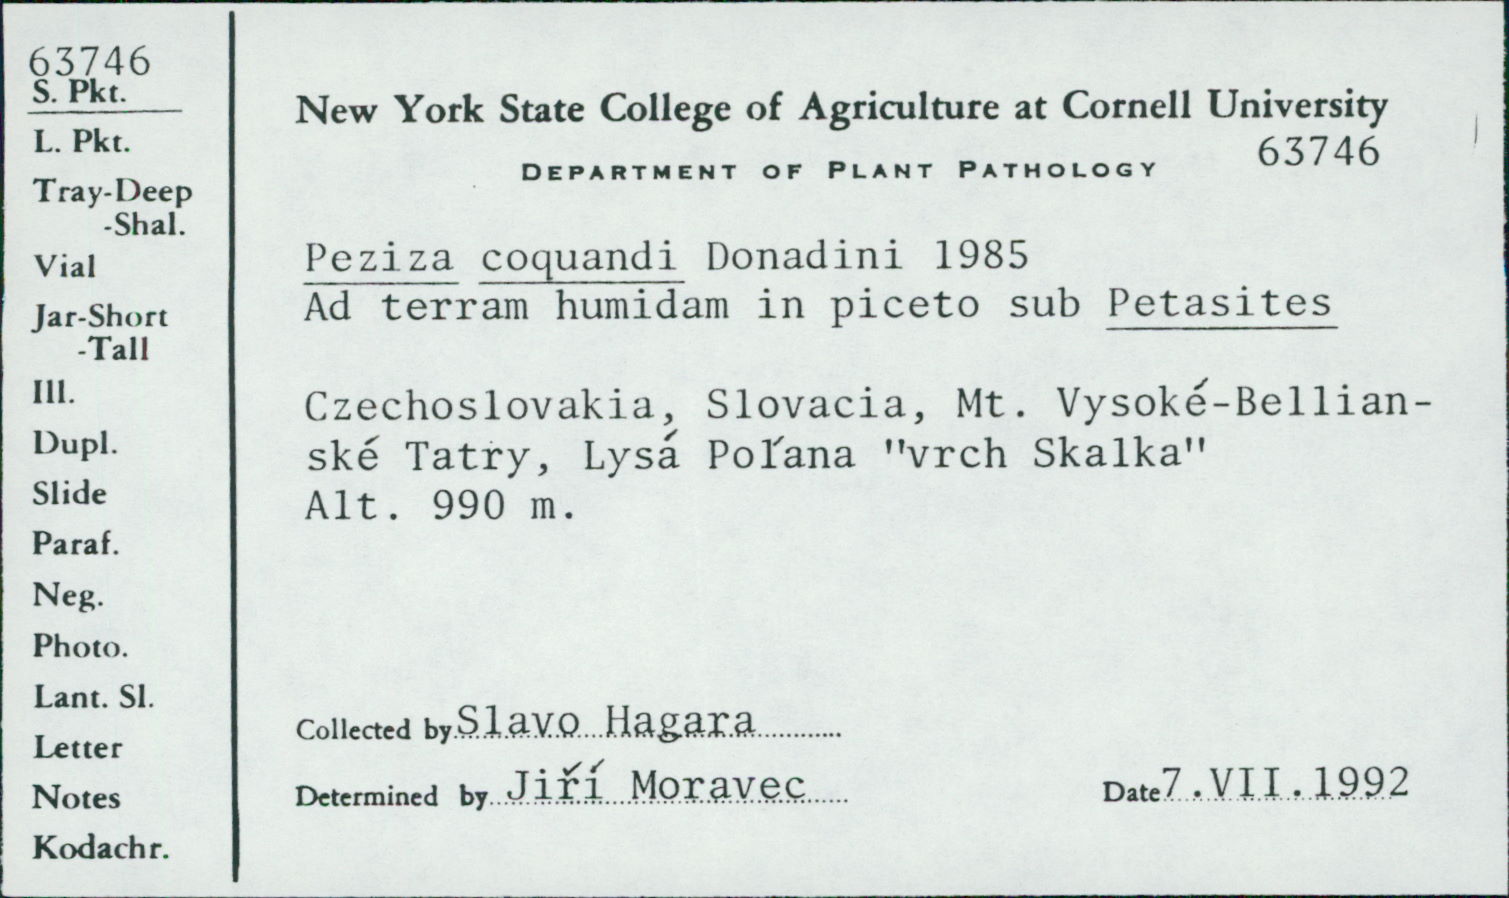 63746
S. Pkt.
L. Pkt.
Tray-Deep
-Shal.
Vial
Jar-Short
-Tall
Ill.
Dupl.
Slide
Paraf.
Neg.
Photo.
Lant. Sl.
Letter
Notes
Kodachr.
New York State College of Agriculture at Cornell University
DEPARTMENT OF PLANT PATHOLOGY 63746
Peziza coquandi Donadini 1985
Ad terram humidam in piceto sub Petasites
Czechoslovakia, Slovacia, Mt. Vysoké-Bellian-
ské Tatry, Lysá Poľana "vrch Skalka"
Alt. 990 m.
Collected by Slavo Hagara
Determined by Jiří Moravec Date 7.VII.1992